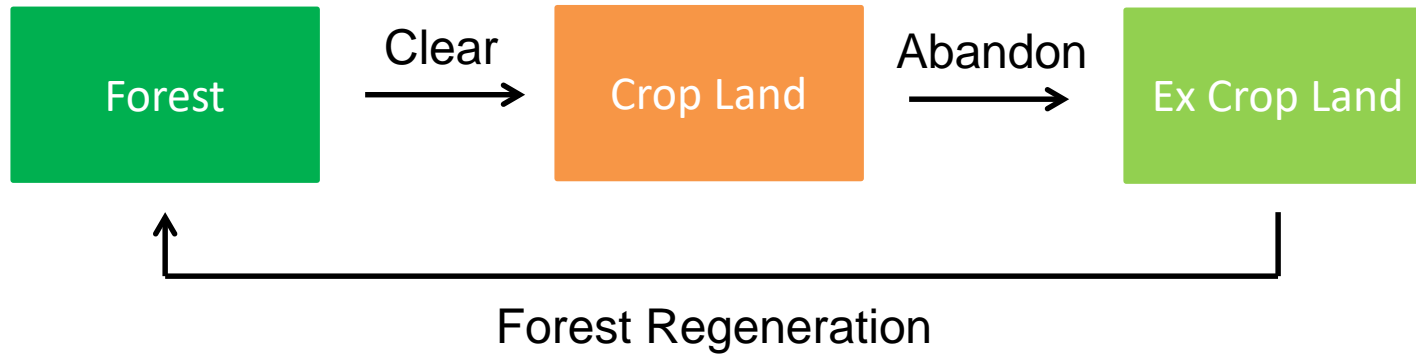 Forest
Clear
Crop Land
Abandon
Ex Crop Land
Forest Regeneration